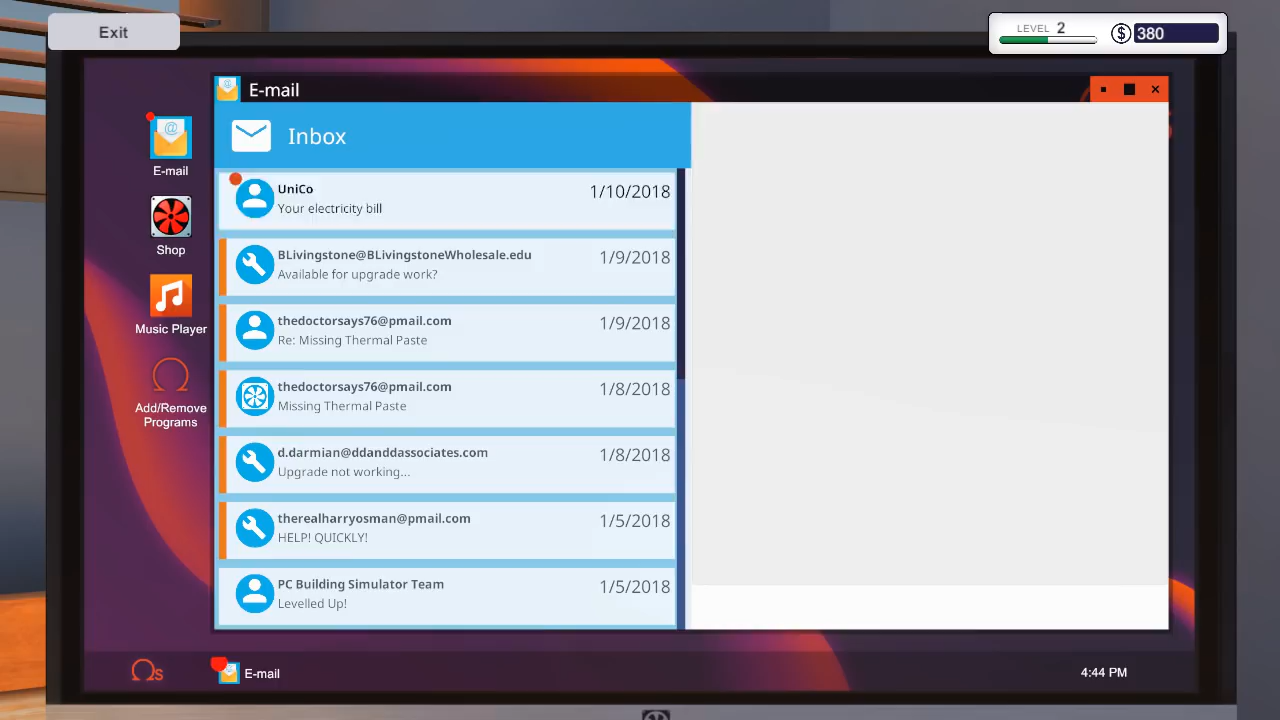 Exit
LEVEL 2
$ 380
E-mail
Inbox
UniCo
1/10/2018
Your electricity bill
BLivingstone@BLivingstoneWholesale.edu
1/9/2018
Available for upgrade work?
thedoctorsays76@pmail.com
1/9/2018
Re: Missing Thermal Paste
thedoctorsays76@pmail.com
1/8/2018
Missing Thermal Paste
d.darmian@ddanddassociates.com
1/8/2018
Upgrade not working...
therealharryosman@pmail.com
1/5/2018
HELP! QUICKLY!
PC Building Simulator Team
1/5/2018
Levelled Up!
E-mail
Shop
Music Player
Add/Remove
Programs
Ωs
E-mail
4:44 PM